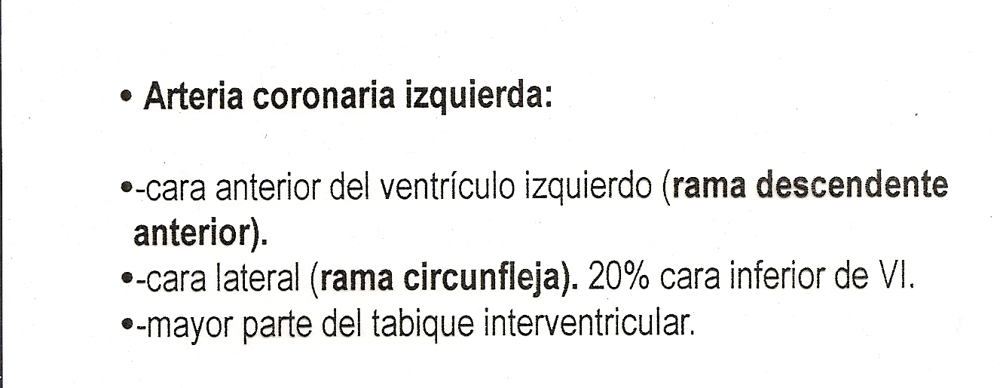 • Arteria coronaria izquierda:
•-cara anterior del ventrículo izquierdo (rama descendente
anterior).
•-cara lateral (rama circunfleja). 20% cara inferior de VI.
•-mayor parte del tabique interventricular.